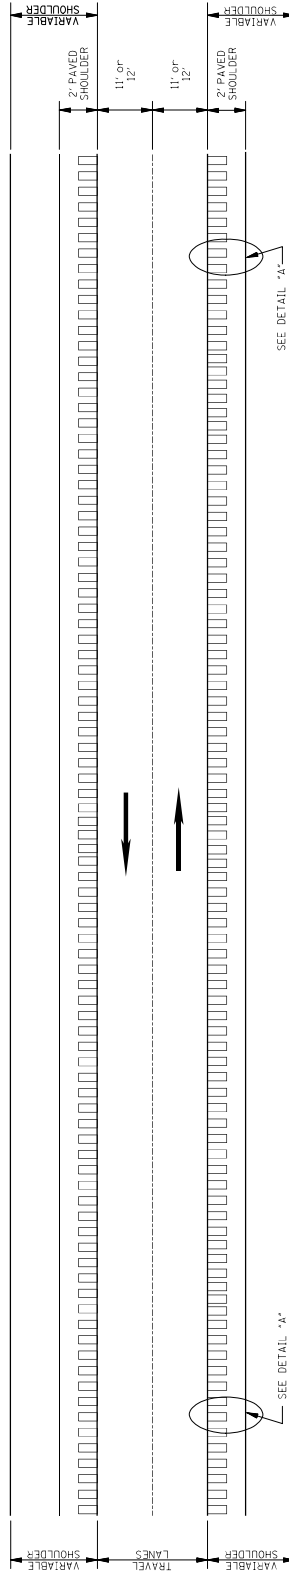 VARIABLE
SHOULDER
2' PAVED
SHOULDER
11' or
12'
11' or
12'
2' PAVED
SHOULDER
VARIABLE
SHOULDER
SEE DETAIL "A"
SEE DETAIL "A"
VARIABLE
SHOULDER
TRAVEL
LANES
VARIABLE
SHOULDER